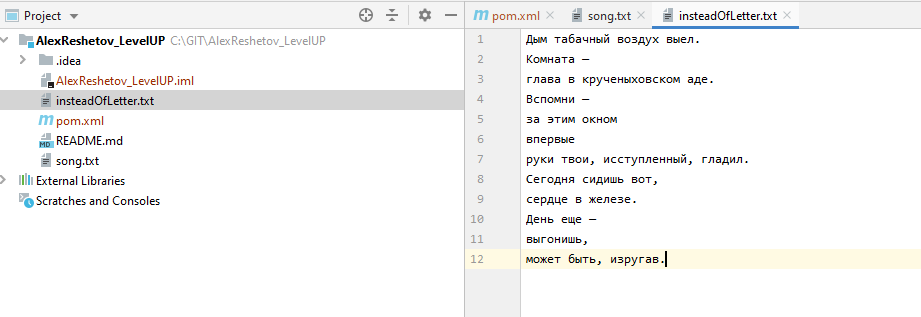 Project
AlexReshetov_LevelUP C:\GIT\AlexReshetov_LevelUP
.idea
AlexReshetov_LevelUP.iml
insteadOfLetter.txt
pom.xml
README.md
song.txt
External Libraries
Scratches and Consoles
pom.xml song.txt insteadOfLetter.txt
1 Дым табачный воздух выел.
2 Комната —
3 глава в крученыховском аде.
4 Вспомни —
5 за этим окном
6 впервые
7 руки твои, исступленный, гладил.
8 Сегодня сидишь вот,
9 сердце в железе.
10 День еще —
11 выгонишь,
12 может быть, изругав.